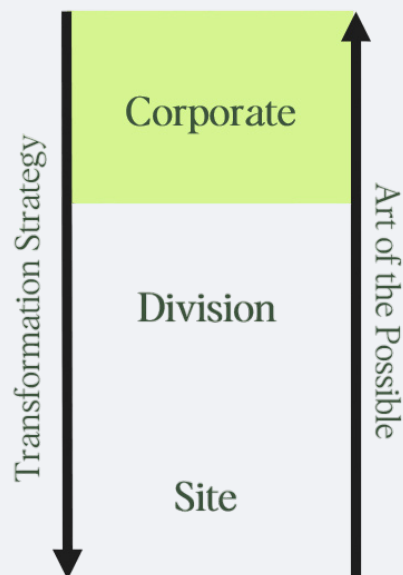 Corporate
Transformation Strategy
Art of the Possible
Division
Site